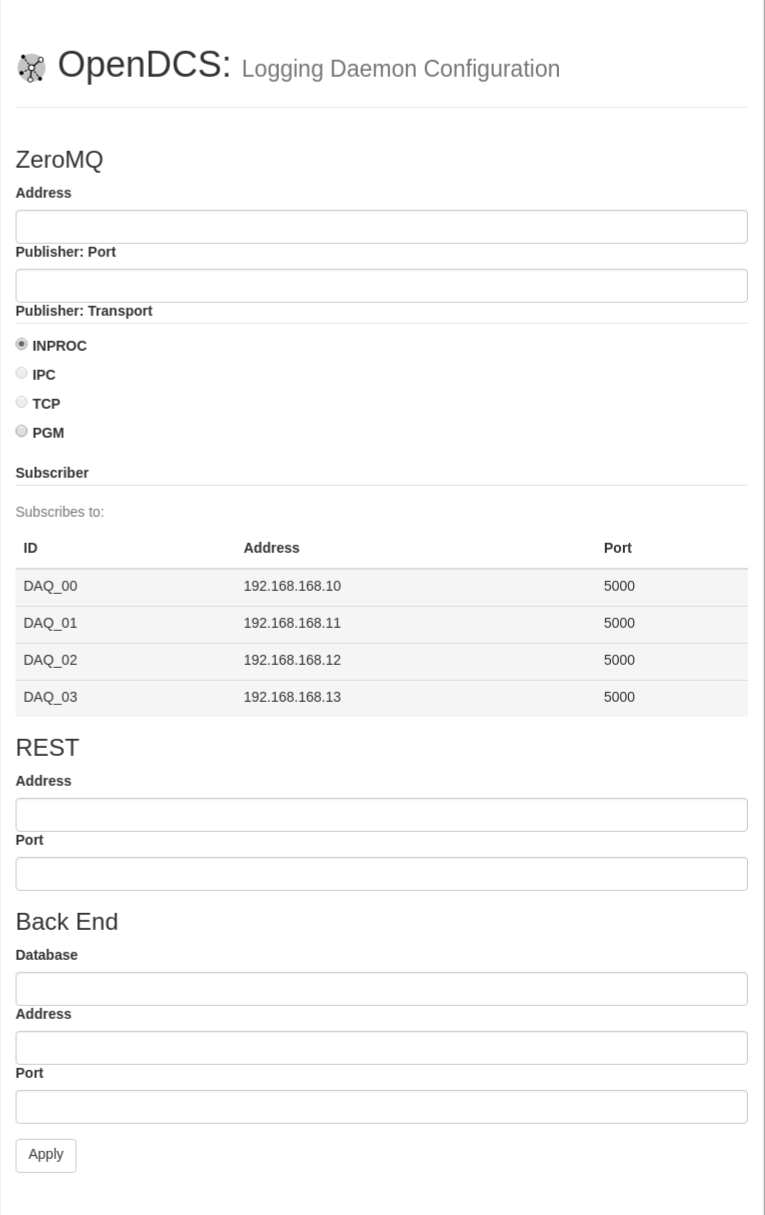 OpenDCS: Logging Daemon Configuration
ZeroMQ
Address
Publisher: Port
Publisher: Transport
INPROC
IPC
TCP
PGM
Subscriber
Subscribes to:
ID Address Port
DAQ_00 192.168.168.10 5000
DAQ_01 192.168.168.11 5000
DAQ_02 192.168.168.12 5000
DAQ_03 192.168.168.13 5000
REST
Address
Port
Back End
Database
Address
Port
Apply